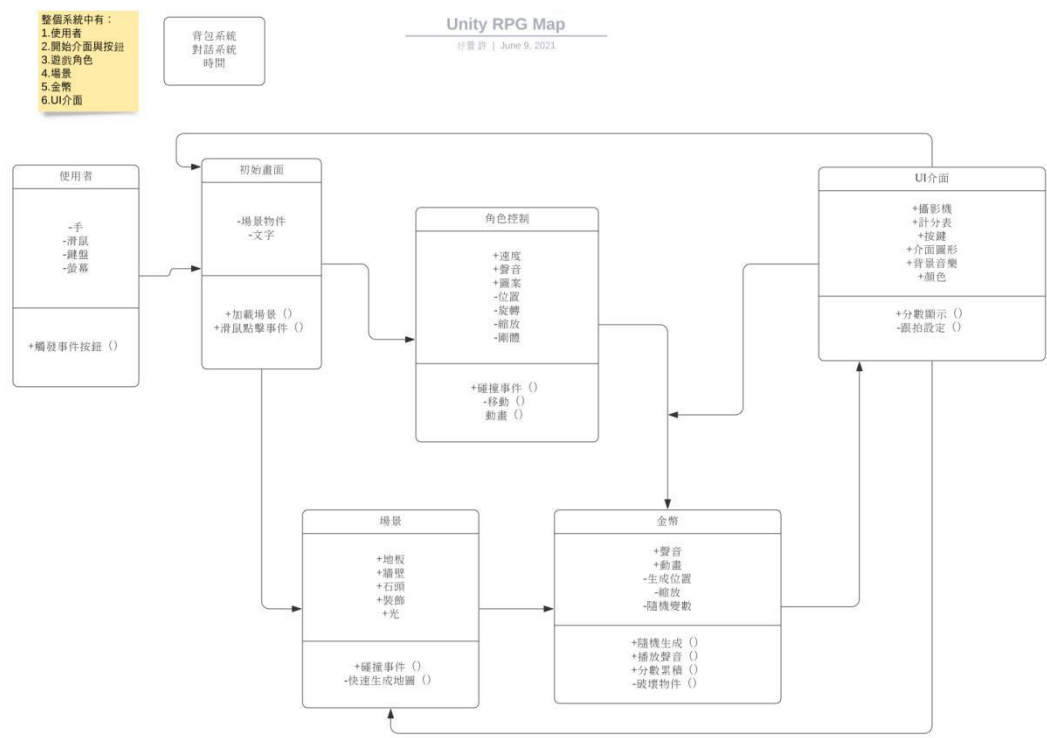 整個系統中有：
1.使用者
2.開始介面與按鈕
3.遊戲角色
4.場景
5.金幣
6.UI介面
背包系統
對話系統
時間
Unity RPG Map
許 | June 9, 2021
使用者
-手
-滑鼠
-鍵盤
-螢幕
+觸發事件按鈕（）
初始畫面
-場景物件
-文字
+加載場景（）
+滑鼠點擊事件（）
角色控制
+速度
+聲音
+圖案
-位置
-旋轉
-縮放
-剛體
+碰撞事件（）
-移動（）
動畫（）
UI介面
+攝影機
+計分表
+按鍵
+介面圖形
+背景音樂
+顏色
+分數顯示（）
-跟拍設定（）
場景
+地板
+牆壁
+石頭
+裝飾
+光
+碰撞事件（）
-快速生成地圖（）
金幣
+聲音
+動畫
-生成位置
-縮放
-隨機變數
+隨機生成（）
+播放聲音（）
+分數累積（）
-破壞物件（）